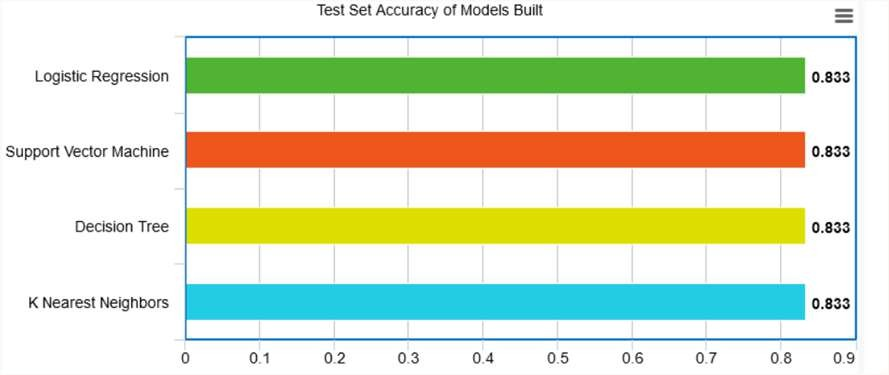 Test Set Accuracy of Models Built
Logistic Regression 0.833
Support Vector Machine 0.833
Decision Tree 0.833
K Nearest Neighbors 0.833
0 0.1 0.2 0.3 0.4 0.5 0.6 0.7 0.8 0.9